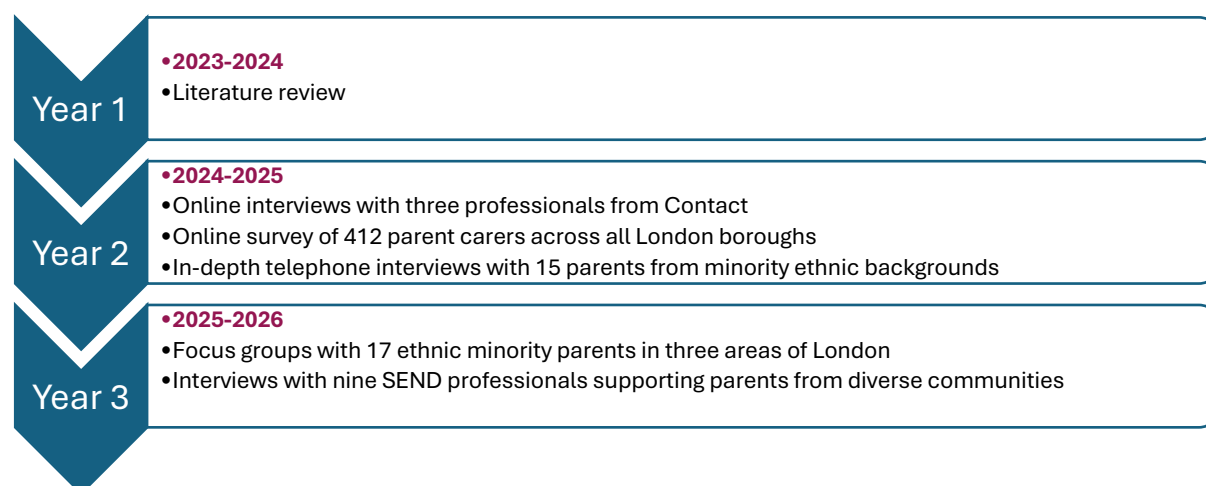 Year 1
•2023-2024
•Literature review
Year 2
•2024-2025
•Online interviews with three professionals from Contact
•Online survey of 412 parent carers across all London boroughs
•In-depth telephone interviews with 15 parents from minority ethnic backgrounds
Year 3
•2025-2026
•Focus groups with 17 ethnic minority parents in three areas of London
•Interviews with nine SEND professionals supporting parents from diverse communities